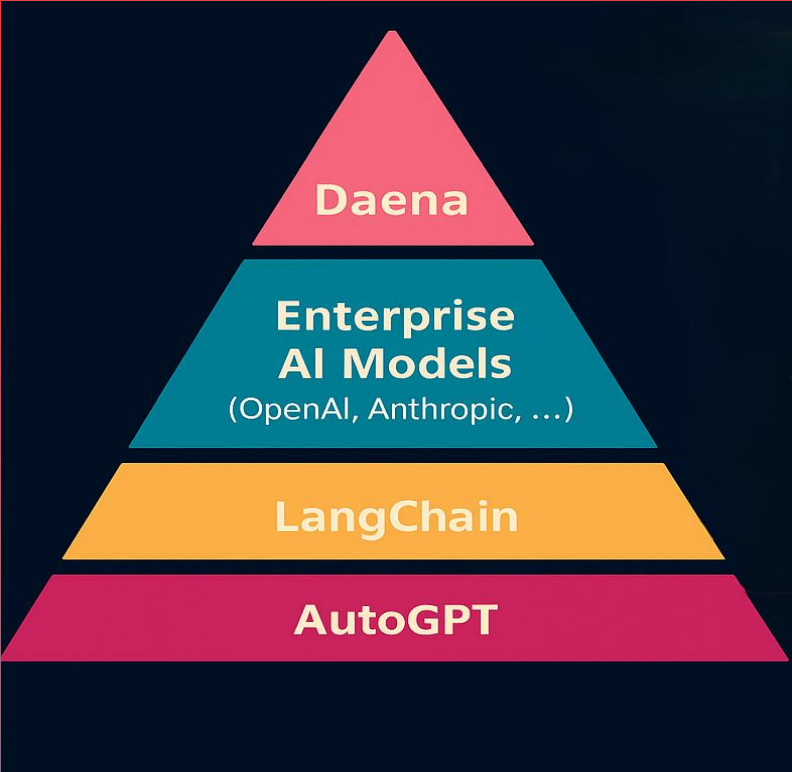 Daena
Enterprise
AI Models
(OpenAI, Anthropic, ...)
LangChain
AutoGPT